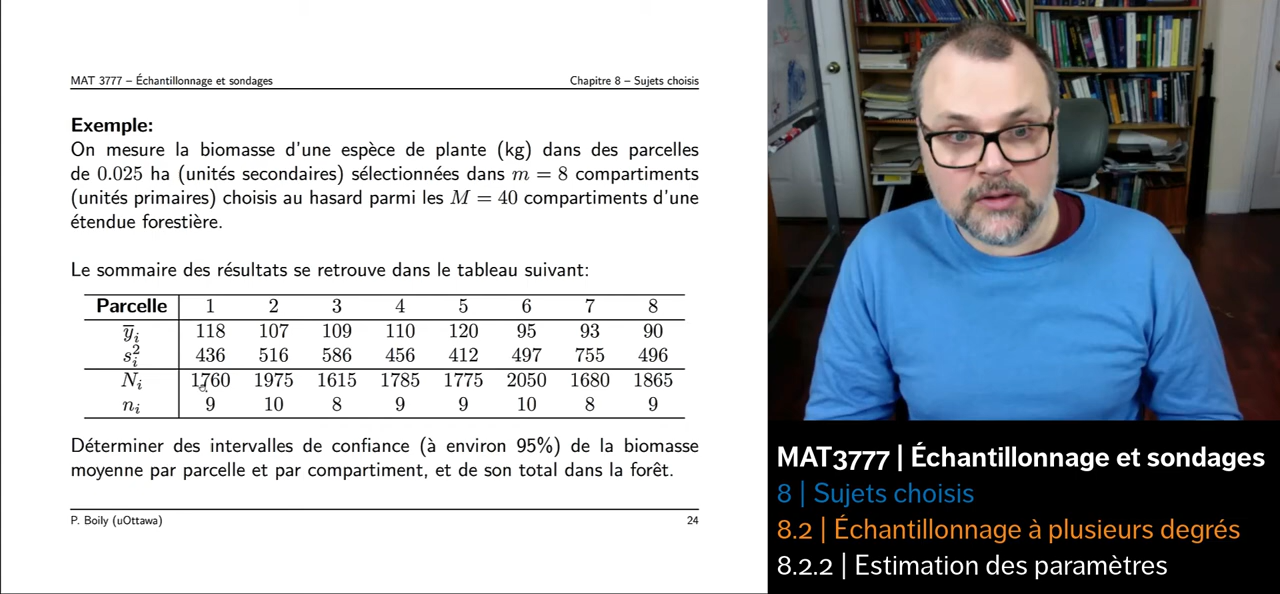 MAT 3777 – Échantillonnage et sondages Chapitre 8 – Sujets choisis
Exemple:
On mesure la biomasse d'une espèce de plante (kg) dans des parcelles
de 0.025 ha (unités secondaires) sélectionnées dans m = 8 compartiments
(unités primaires) choisis au hasard parmi les M = 40 compartiments d'une
étendue forestière.
Le sommaire des résultats se retrouve dans le tableau suivant:
Parcelle 1 2 3 4 5 6 7 8
y̅ᵢ 118 107 109 110 120 95 93 90
sᵢ² 436 516 586 456 412 497 755 496
Nᵢ 1760 1975 1615 1785 1775 2050 1680 1865
nᵢ 9 10 8 9 9 10 8 9
Déterminer des intervalles de confiance (à environ 95%) de la biomasse
moyenne par parcelle et par compartiment, et de son total dans la forêt.
P. Boily (uOttawa) 24
MAT3777 | Échantillonnage et sondages
8 | Sujets choisis
8.2 | Échantillonnage à plusieurs degrés
8.2.2 | Estimation des paramètres